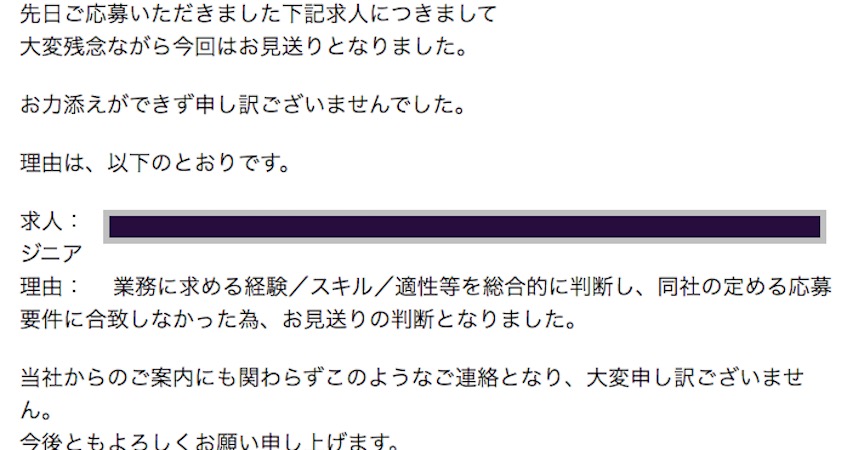 先日ご応募いただきました下記求人につきまして
大変残念ながら今回はお見送りとなりました。
お力添えができず申し訳ございませんでした。
理由は、以下のとおりです。
求人：
ジニア
理由：　業務に求める経験／スキル／適性等を総合的に判断し、同社の定める応募
要件に合致しなかった為、お見送りの判断となりました。
当社からのご案内にも関わらずこのようなご連絡となり、大変申し訳ございませ
ん。
今後ともよろしくお願い申し上げます。